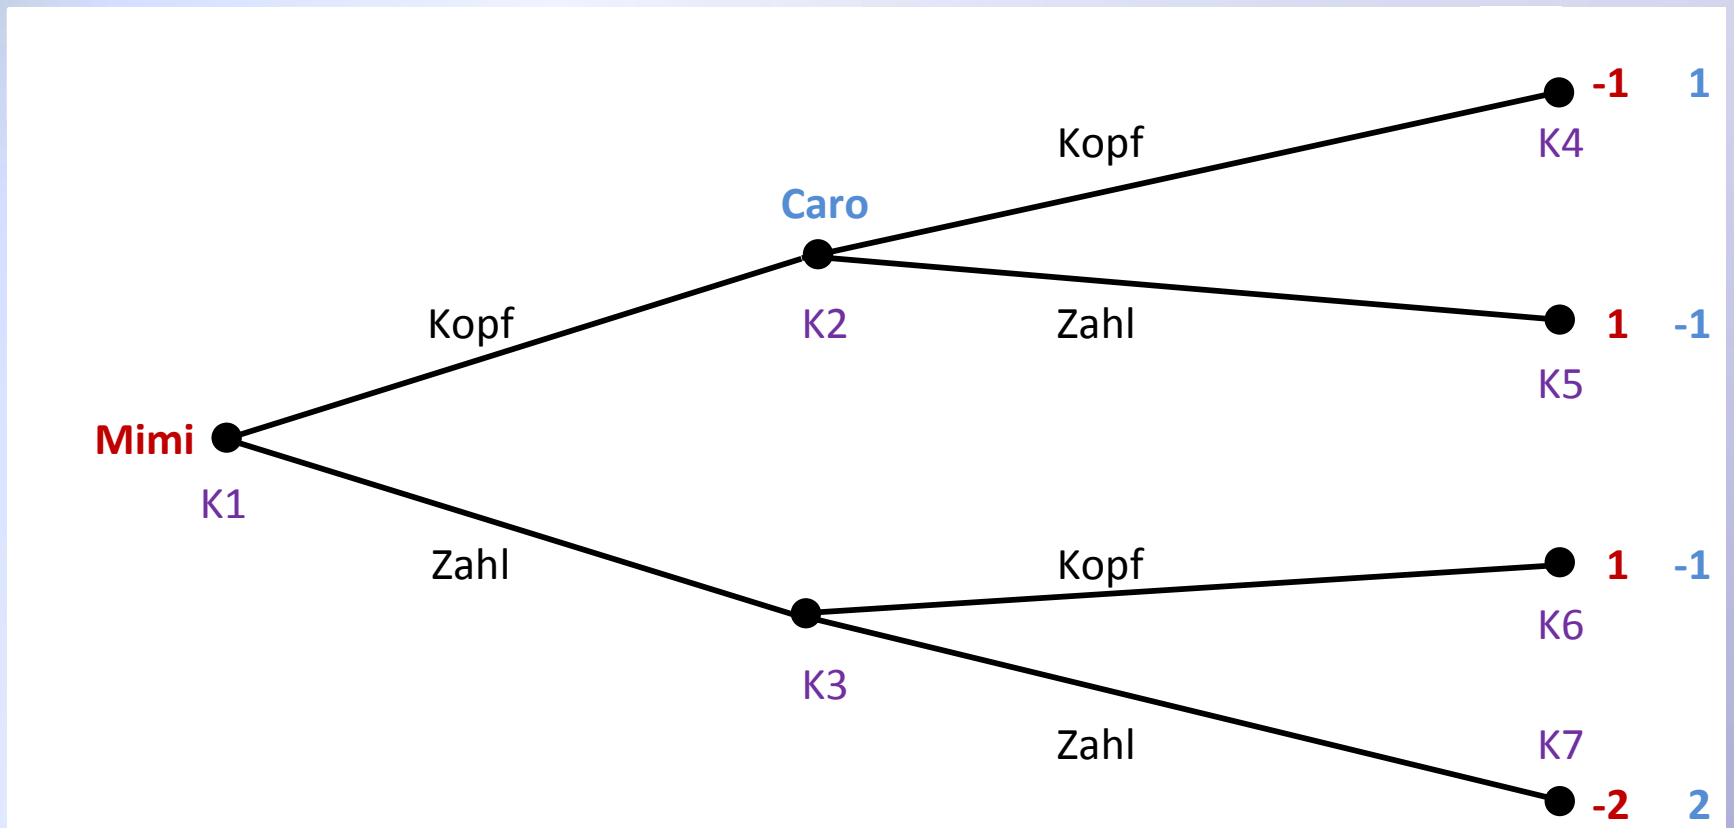 -1 1
Kopf K4
Caro
Kopf K2 Zahl 1 -1
K5
Mimi
K1
Zahl Kopf 1 -1
K6
K3
Zahl K7
-2 2